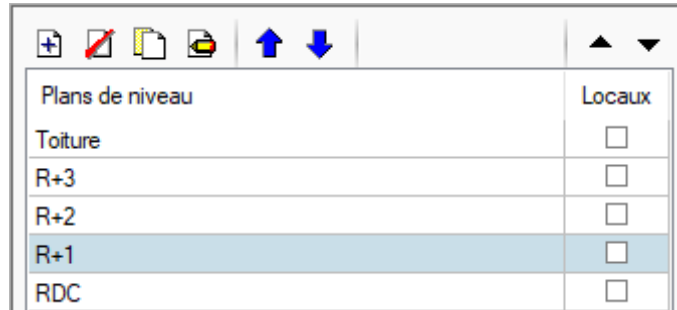 Plans de niveau Locaux
Toiture
R+3
R+2
R+1
RDC